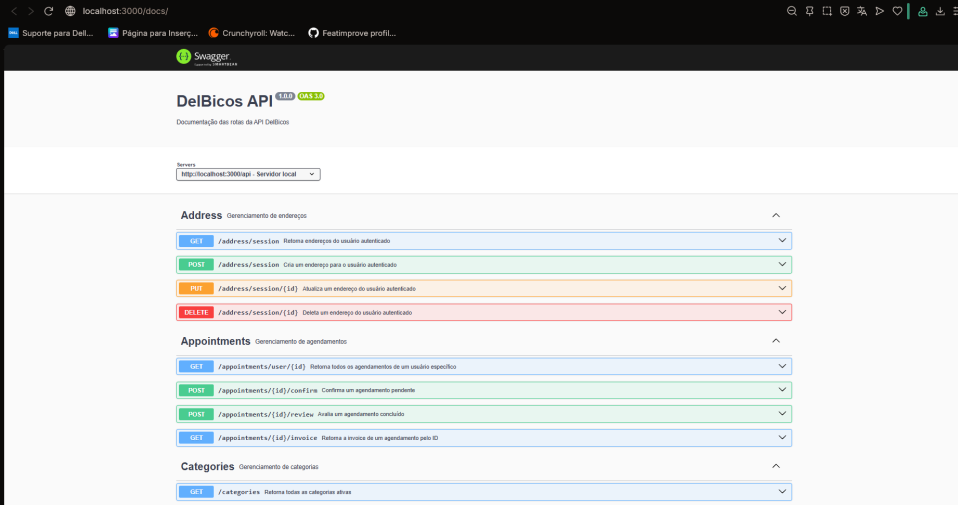 localhost:3000/docs/
Suporte para Dell... Página para Inserç... Crunchyroll: Watc... Featimprove profil...
Swagger
Supported by SMARTBEAR
DelBicos API 1.0.0 OAS 3.0
Documentação das rotas da API DelBicos
Servers
http://localhost:3000/api - Servidor local
Address Gerenciamento de endereços
GET /address/session Retorna endereços do usuário autenticado
POST /address/session Cria um endereço para o usuário autenticado
PUT /address/session/{id} Atualiza um endereço do usuário autenticado
DELETE /address/session/{id} Deleta um endereço do usuário autenticado
Appointments Gerenciamento de agendamentos
GET /appointments/user/{id} Retorna todos os agendamentos de um usuário específico
POST /appointments/{id}/confirm Confirma um agendamento pendente
POST /appointments/{id}/review Avalia um agendamento concluído
GET /appointments/{id}/invoice Retorna a invoice de um agendamento pelo ID
Categories Gerenciamento de categorias
GET /categories Retorna todas as categorias ativas